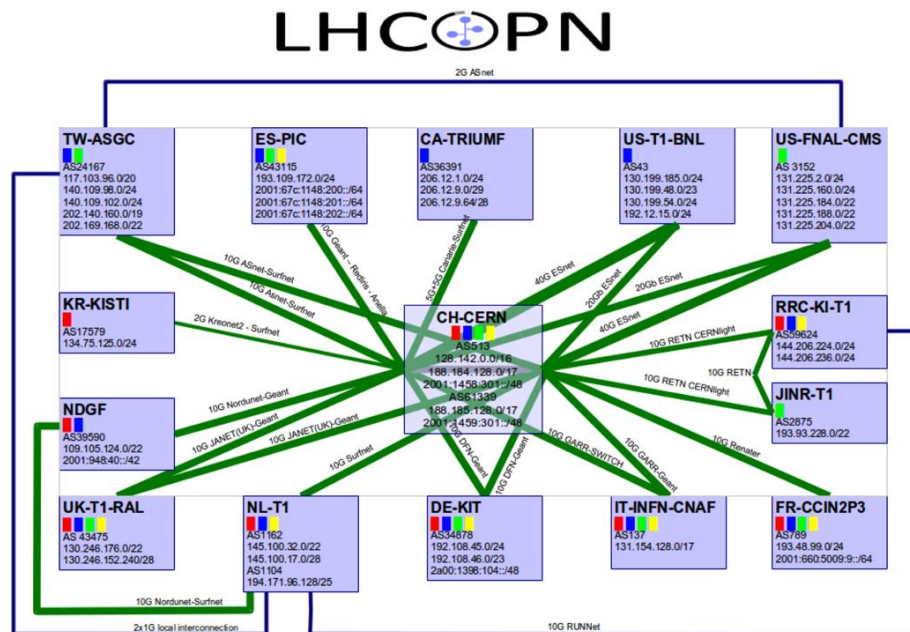 LHCOPN
2G ASnet
TW-ASGC
AS24167
117.103.96.0/20
140.109.98.0/24
140.109.102.0/24
202.140.160.0/19
202.169.168.0/22
ES-PIC
AS43115
193.109.172.0/24
2001:67c:1148:200::/64
2001:67c:1148:201::/64
2001:67c:1148:202::/64
CA-TRIUMF
AS36391
206.12.1.0/24
206.12.9.0/29
206.12.9.64/28
US-T1-BNL
AS43
130.199.185.0/24
130.199.48.0/23
130.199.54.0/24
192.12.15.0/24
US-FNAL-CMS
AS 3152
131.225.2.0/24
131.225.160.0/24
131.225.184.0/22
131.225.188.0/22
131.225.204.0/22
10G ASnet-Surfnet
10G Asnet-Surfnet
10G Geant – Rediris - Anella
5G+5G Canarie-Surfnet
40G ESnet
20Gb ESnet
20Gb ESnet
40G ESnet
KR-KISTI
AS17579
134.75.125.0/24
2G Kreonet2 - Surfnet
CH-CERN
AS513
128.142.0.0/16
188.184.128.0/17
2001:1458:301::/48
AS61339
188.185.128.0/17
2001:1459:301::/48
RRC-KI-T1
AS59624
144.206.224.0/24
144.206.236.0/24
10G RETN CERNlight
10G RETN
10G RETN CERNlight
JINR-T1
AS2875
193.93.228.0/22
NDGF
AS39590
109.105.124.0/22
2001:948:40::/42
10G Nordunet-Geant
10G JANET(UK)-Geant
10G JANET(UK)-Geant
10G Surfnet
10G DFN-Geant
10G DFN-Geant
10G GARR-SWITCH
10G GARR-Geant
10G Renater
UK-T1-RAL
AS 43475
130.246.176.0/22
130.246.152.240/28
NL-T1
AS1162
145.100.32.0/22
145.100.17.0/28
AS1104
194.171.96.128/25
DE-KIT
AS34878
192.108.45.0/24
192.108.46.0/23
2a00:1398:104::/48
IT-INFN-CNAF
AS137
131.154.128.0/17
FR-CCIN2P3
AS789
193.48.99.0/24
2001:660:5009:9::/64
10G Nordunet-Surfnet
2x1G local interconnection
10G RUNNet